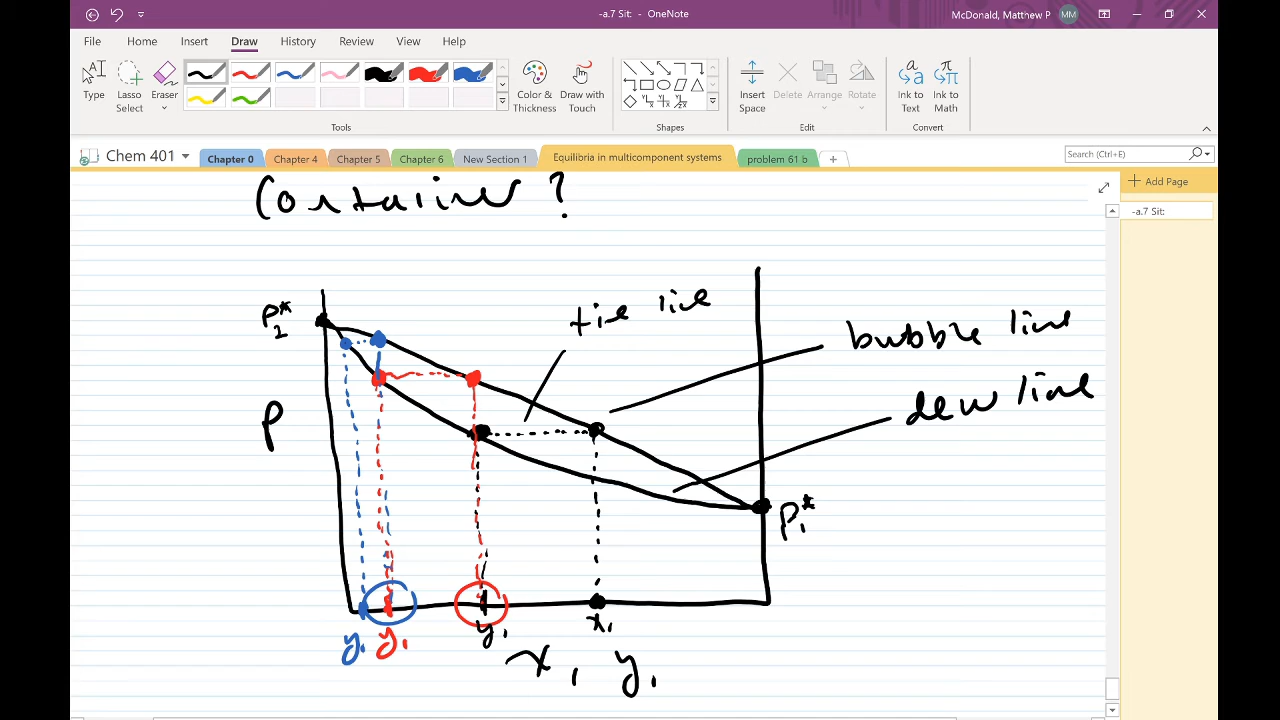 -a.7 Sit: - OneNote
McDonald, Matthew P
MM
File
Home
Insert
Draw
History
Review
View
Help
Type
Lasso Select
Eraser
Color & Thickness
Draw with Touch
Insert Space
Delete
Arrange
Rotate
Ink to Text
Ink to Math
Tools
Shapes
Edit
Convert
Chem 401
Chapter 0
Chapter 4
Chapter 5
Chapter 6
New Section 1
Equilibria in multicomponent systems
problem 61 b
Search (Ctrl+E)
Add Page
-a.7 Sit:
Container ?
P₂*
tie line
bubble line
dew line
P
P₁*
y₁
y₁
y₁
x₁
x₁ y₁